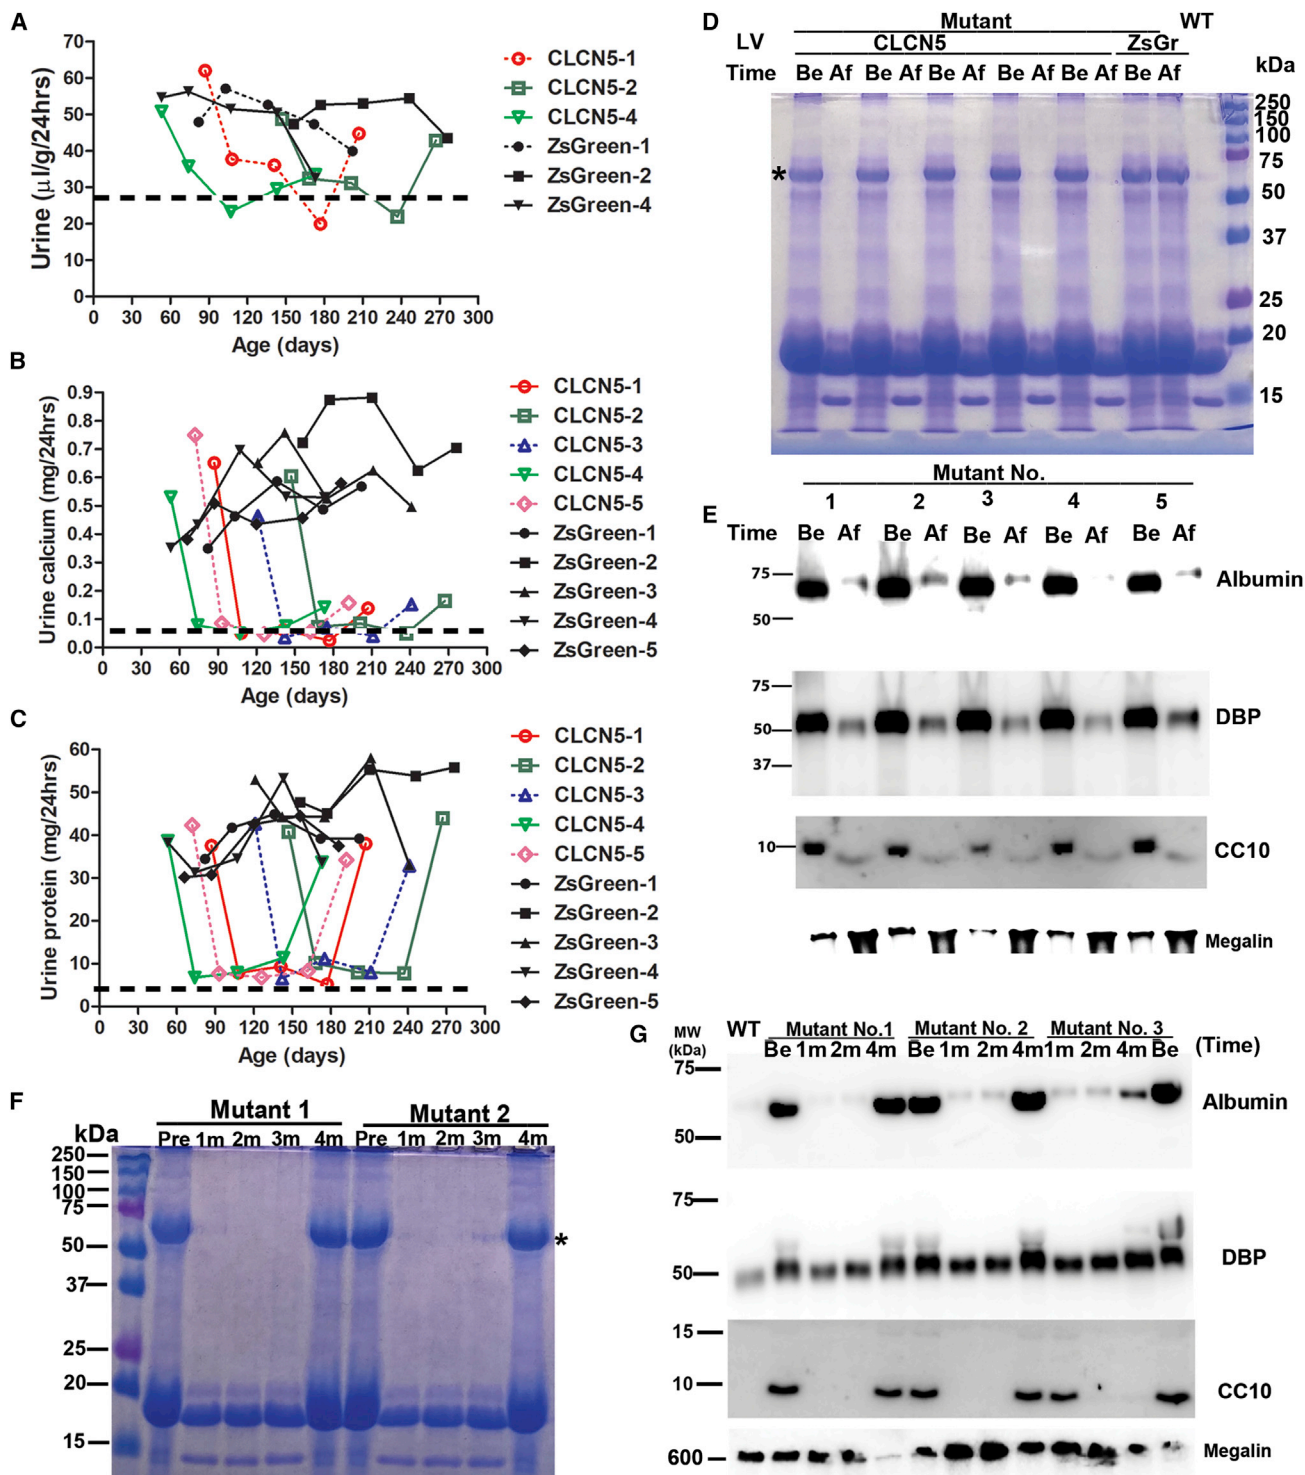 A
Urine (µl/g/24hrs)
70
60
50
40
30
20
10
0
0 30 60 90 120 150 180 210 240 270 300
Age (days)
CLCN5-1
CLCN5-2
CLCN5-4
ZsGreen-1
ZsGreen-2
ZsGreen-4
B
Urine calcium (mg/24hrs)
0.9
0.8
0.7
0.6
0.5
0.4
0.3
0.2
0.1
0.0
0 30 60 90 120 150 180 210 240 270 300
Age (days)
CLCN5-1
CLCN5-2
CLCN5-3
CLCN5-4
CLCN5-5
ZsGreen-1
ZsGreen-2
ZsGreen-3
ZsGreen-4
ZsGreen-5
C
Urine protein (mg/24hrs)
60
50
40
30
20
10
0
0 30 60 90 120 150 180 210 240 270 300
Age (days)
CLCN5-1
CLCN5-2
CLCN5-3
CLCN5-4
CLCN5-5
ZsGreen-1
ZsGreen-2
ZsGreen-3
ZsGreen-4
ZsGreen-5
D
Mutant WT
LV CLCN5 ZsGr
Time Be Af Be Af Be Af Be Af Be Af Be Af
kDa
250
150
100
75
50
37
25
20
15
*
E
Mutant No.
1 2 3 4 5
Time Be Af Be Af Be Af Be Af Be Af
75
50
Albumin
75
50
37
DBP
10
CC10
Megalin
F
Mutant 1 Mutant 2
kDa Pre 1m 2m 3m 4m Pre 1m 2m 3m 4m
250
150
100
75
50
37
25
20
15
*
G
MW
(kDa)
WT Mutant No.1 Mutant No. 2 Mutant No. 3
Be 1m 2m 4m Be 1m 2m 4m 1m 2m 4m Be (Time)
75
50
Albumin
75
50
DBP
15
10
CC10
600
Megalin